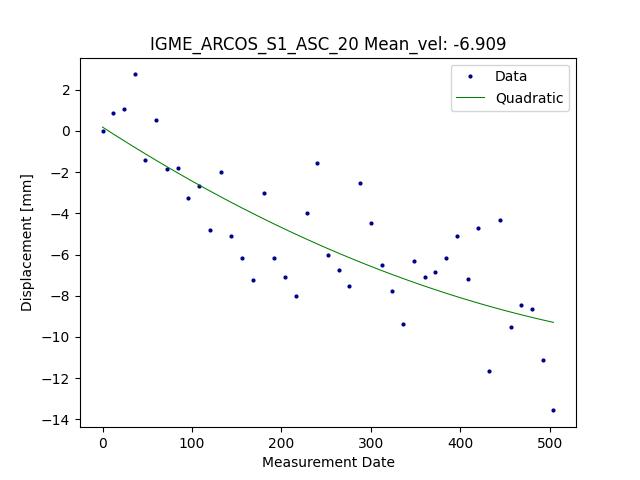 IGME_ARCOS_S1_ASC_20 Mean_vel: -6.909
Data
Quadratic
2
0
−2
−4
−6
−8
−10
−12
−14
Displacement [mm]
0 100 200 300 400 500
Measurement Date